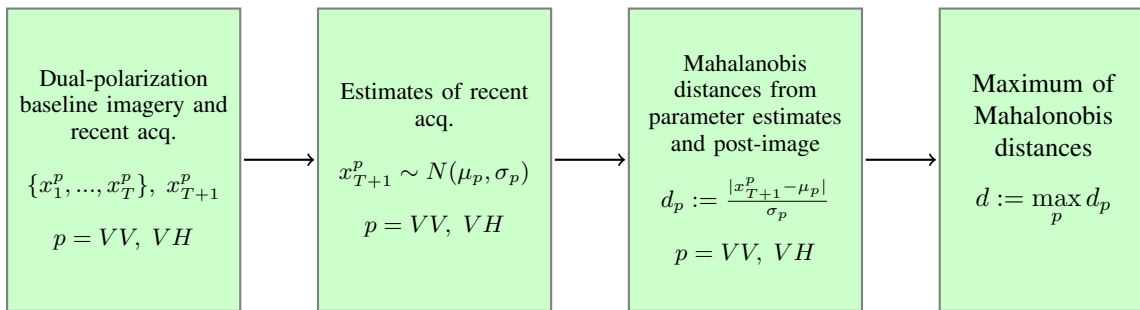 Dual-polarization
baseline imagery and
recent acq.
{x_1^p, ..., x_T^p}, x_{T+1}^p
p = VV, VH
Estimates of recent
acq.
x_{T+1}^p ∼ N(μ_p, σ_p)
p = VV, VH
Mahalanobis
distances from
parameter estimates
and post-image
d_p := |x_{T+1}^p − μ_p| / σ_p
p = VV, VH
Maximum of
Mahalonobis
distances
d := max_p d_p